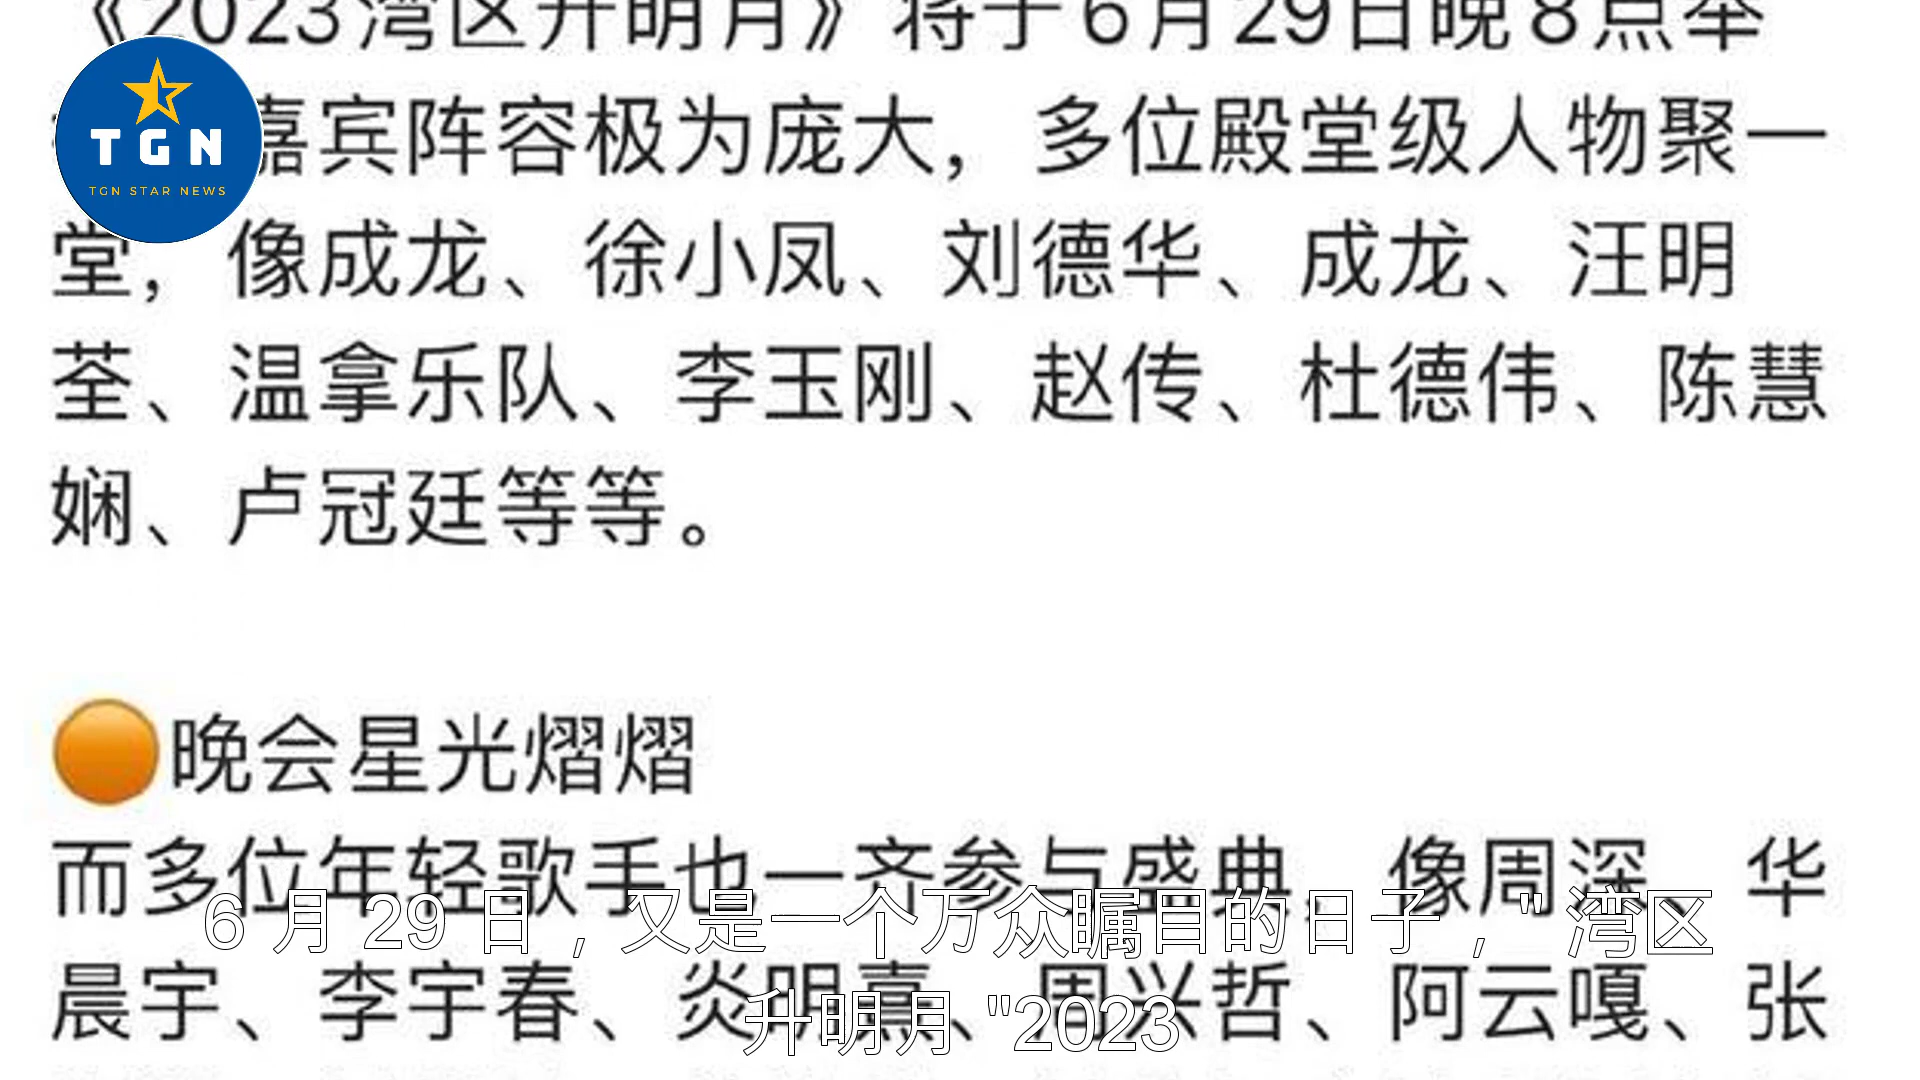 《2023湾区升明月》将于6月29日晚8点举
嘉宾阵容极为庞大，多位殿堂级人物聚一
堂，像成龙、徐小凤、刘德华、成龙、汪明
荃、温拿乐队、李玉刚、赵传、杜德伟、陈慧
娴、卢冠廷等等。
晚会星光熠熠
而多位年轻歌手也一齐参与盛典，像周深、华
晨宇、李宇春、炎明熹、周兴哲、阿云嘎、张
TGN
TGN STAR NEWS
6 月 29 日，又是一个万众瞩目的日子，" 湾区
升明月 "2023